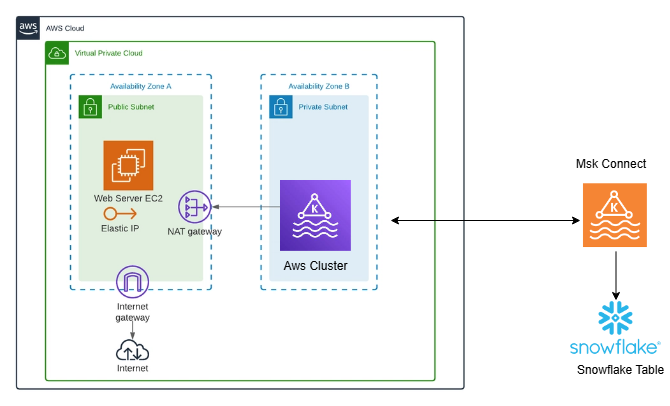 aws
AWS Cloud
Virtual Private Cloud
Availability Zone A
Public Subnet
Web Server EC2
Elastic IP
NAT gateway
Internet
gateway
Internet
Availability Zone B
Private Subnet
K
Aws Cluster
Msk Connect
K
snowflake®
Snowflake Table